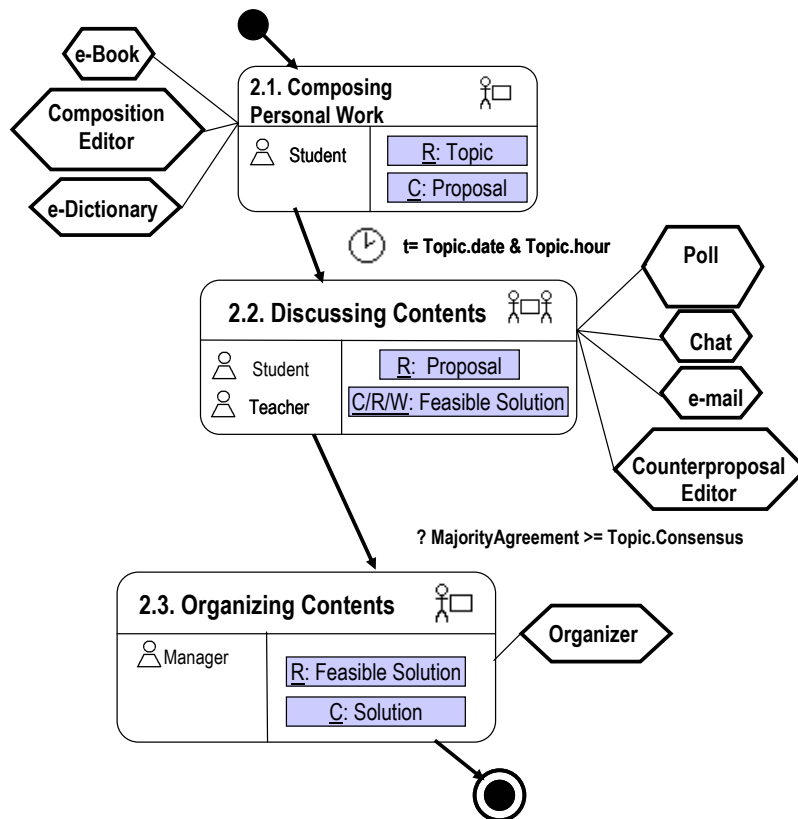 e-Book
Composition
Editor
e-Dictionary
2.1. Composing
Personal Work
Student
R: Topic
C: Proposal
t= Topic.date & Topic.hour
2.2. Discussing Contents
Student
Teacher
R: Proposal
C/R/W: Feasible Solution
Poll
Chat
e-mail
Counterproposal
Editor
? MajorityAgreement >= Topic.Consensus
2.3. Organizing Contents
Manager
R: Feasible Solution
C: Solution
Organizer